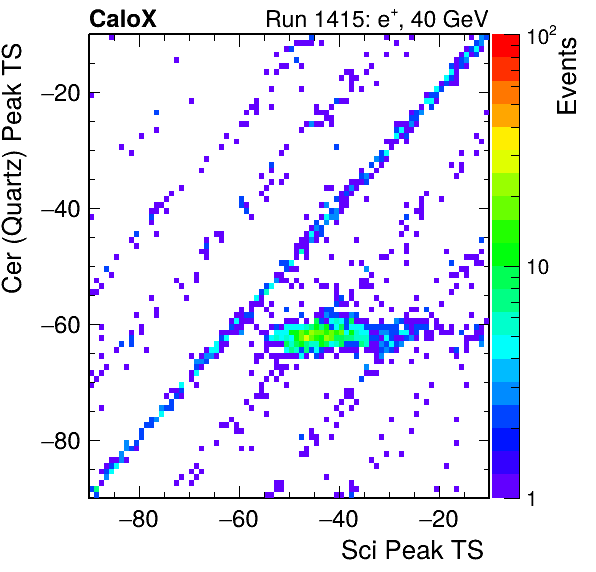 CaloX Run 1415: e⁺, 40 GeV
10²
Events
10
1
Cer (Quartz) Peak TS
−20
−40
−60
−80
−80 −60 −40 −20
Sci Peak TS